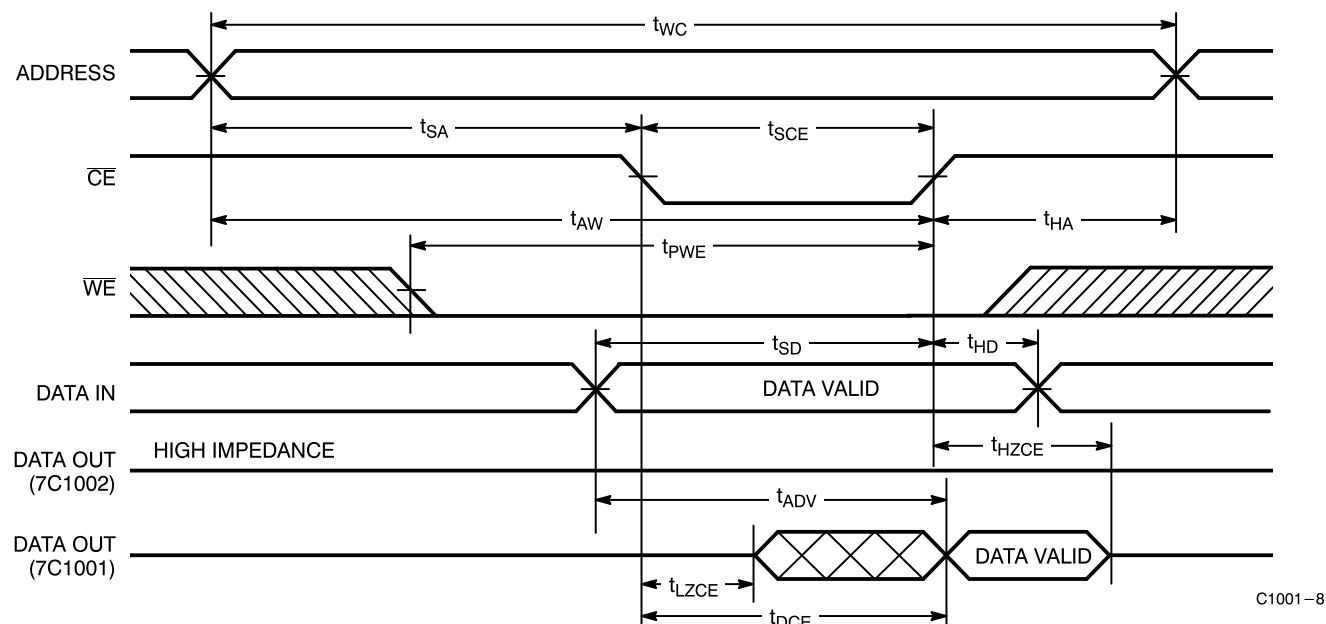 tWC
ADDRESS
tSA
tSCE
CE
tAW
tHA
tPWE
WE
tSD
tHD
DATA IN
DATA VALID
tHZCE
HIGH IMPEDANCE
DATA OUT
(7C1002)
tADV
DATA OUT
(7C1001)
DATA VALID
tLZCE
C1001−8
tDCE